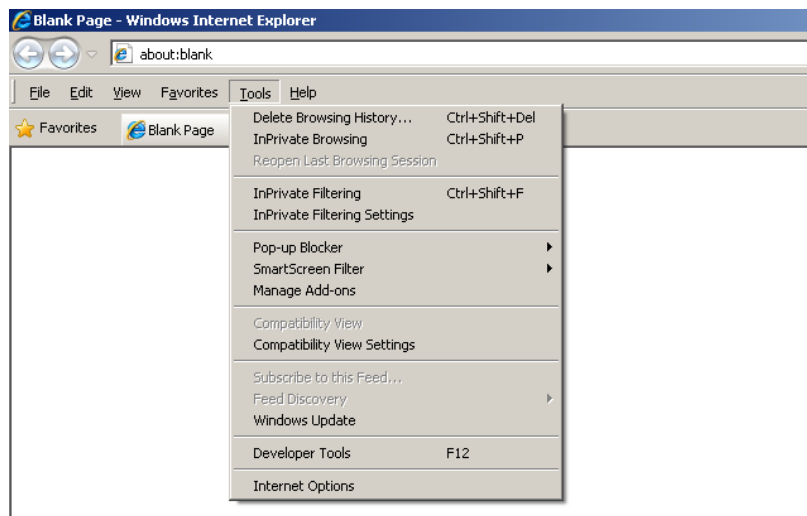 Blank Page - Windows Internet Explorer
about:blank
File Edit View Favorites Tools Help
Favorites Blank Page
Delete Browsing History... Ctrl+Shift+Del
InPrivate Browsing Ctrl+Shift+P
Reopen Last Browsing Session
InPrivate Filtering Ctrl+Shift+F
InPrivate Filtering Settings
Pop-up Blocker
SmartScreen Filter
Manage Add-ons
Compatibility View
Compatibility View Settings
Subscribe to this Feed...
Feed Discovery
Windows Update
Developer Tools F12
Internet Options